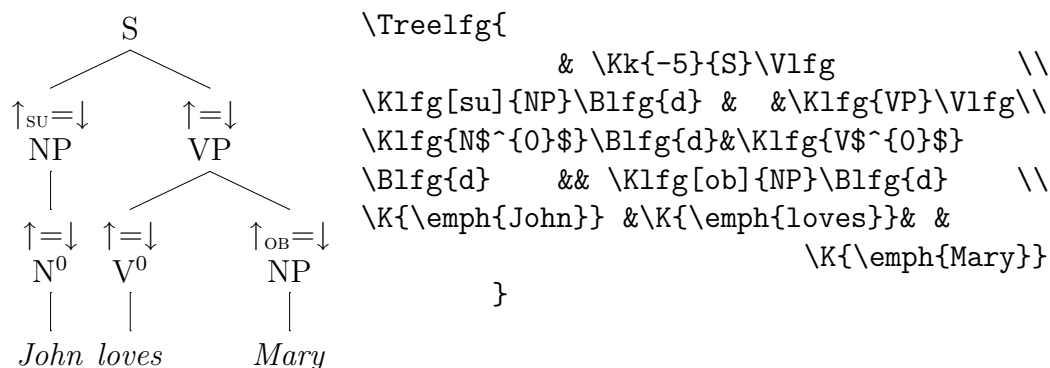 S
↑SU=↓ ↑=↓
NP VP
↑=↓ ↑=↓ ↑OB=↓
N⁰ V⁰ NP
John loves Mary
\Treelfg{
& \Kk{-5}{S}\Vlfg \\
\Klfg[su]{NP}\Blfg{d} & &\Klfg{VP}\Vlfg\\
\Klfg{N$^{0}$}\Blfg{d}&\Klfg{V$^{0}$}
\Blfg{d} && \Klfg[ob]{NP}\Blfg{d} \\
\K{\emph{John}} &\K{\emph{loves}}& &
\K{\emph{Mary}}
}